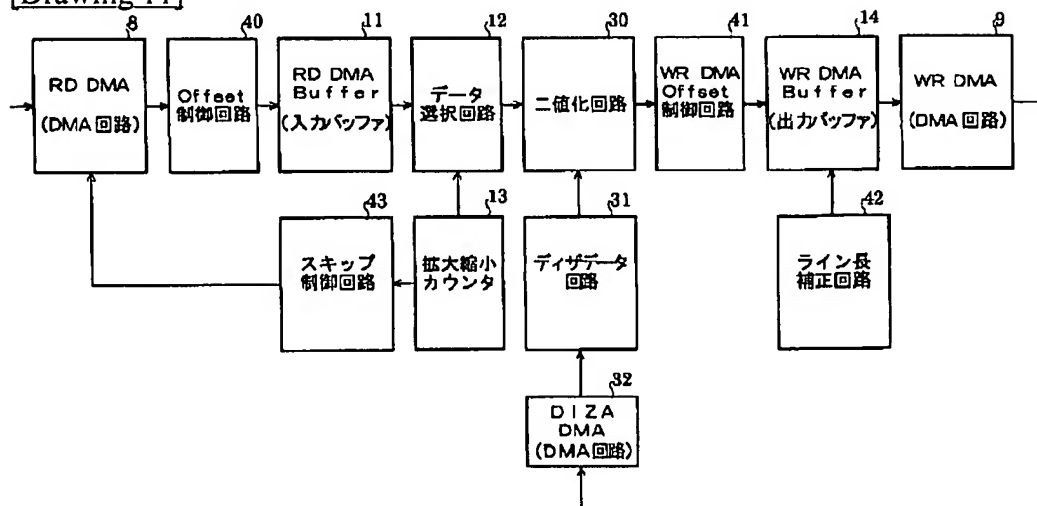 [Drawing 11]
8
RD DMA
(DMA回路)
40
Offset
制御回路
11
RD DMA
Buffer
(入力バッファ)
12
データ
選択回路
30
二値化回路
41
WR DMA
Offset
制御回路
14
WR DMA
Buffer
(出力バッファ)
9
WR DMA
(DMA回路)
43
スキップ
制御回路
13
拡大縮小
カウンタ
31
ディザデータ
回路
42
ライン長
補正回路
32
DIZA
DMA
(DMA回路)